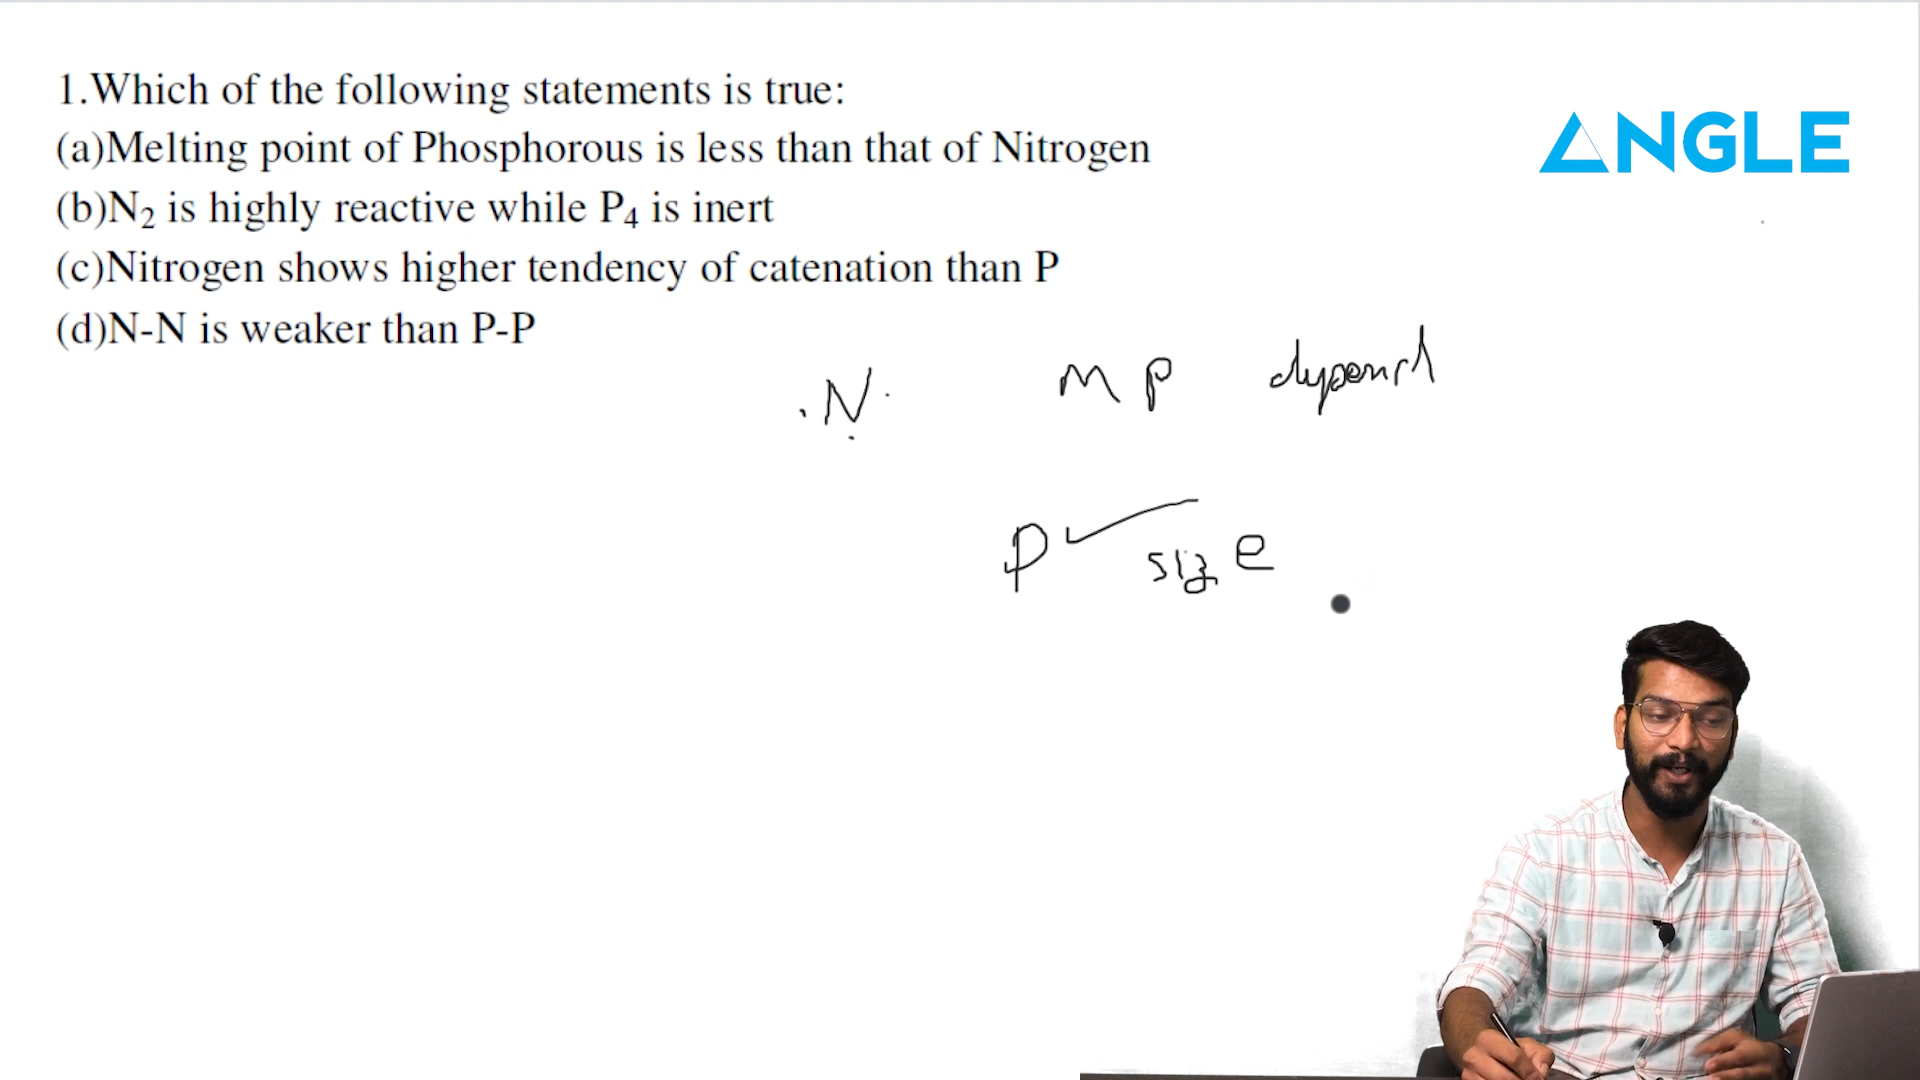 1.Which of the following statements is true:
(a)Melting point of Phosphorous is less than that of Nitrogen
ANGLE
(b)N₂ is highly reactive while P₄ is inert
(c)Nitrogen shows higher tendency of catenation than P
(d)N-N is weaker than P-P
.N. MP depend
P size